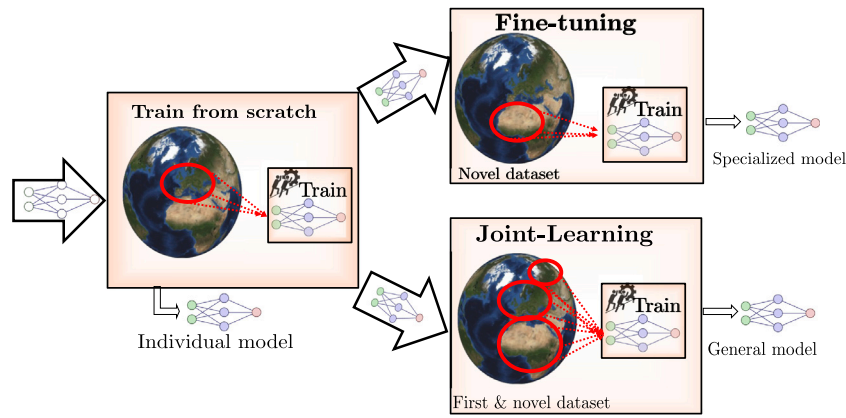 Train from scratch
Train
Individual model
Fine-tuning
Train
Novel dataset
Specialized model
Joint-Learning
Train
First & novel dataset
General model